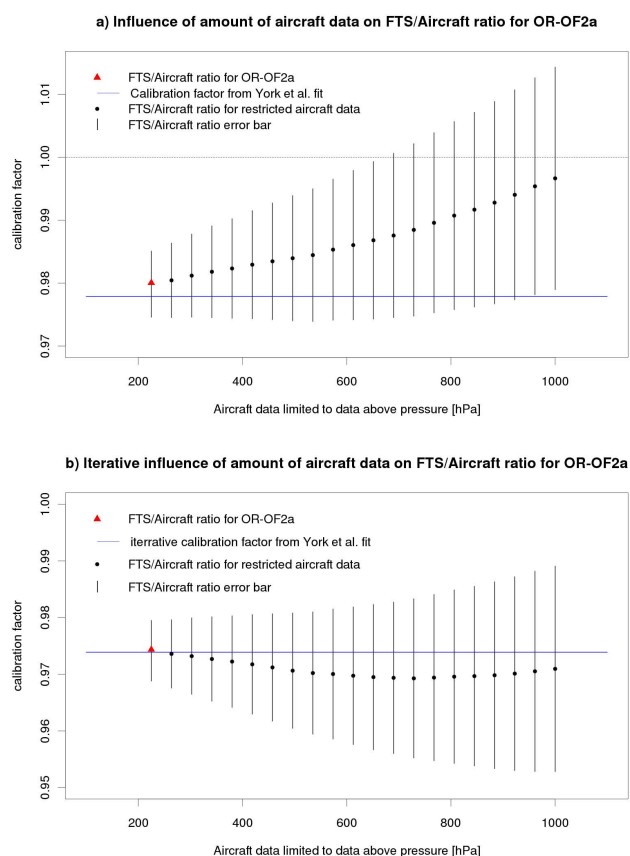 a) Influence of amount of aircraft data on FTS/Aircraft ratio for OR-OF2a
FTS/Aircraft ratio for OR-OF2a
Calibration factor from York et al. fit
FTS/Aircraft ratio for restricted aircraft data
FTS/Aircraft ratio error bar
calibration factor
1.01
1.00
0.99
0.98
0.97
200 400 600 800 1000
Aircraft data limited to data above pressure [hPa]
b) Iterative influence of amount of aircraft data on FTS/Aircraft ratio for OR-OF2a
FTS/Aircraft ratio for OR-OF2a
iterrative calibration factor from York et al. fit
FTS/Aircraft ratio for restricted aircraft data
FTS/Aircraft ratio error bar
calibration factor
1.00
0.99
0.98
0.97
0.96
0.95
200 400 600 800 1000
Aircraft data limited to data above pressure [hPa]